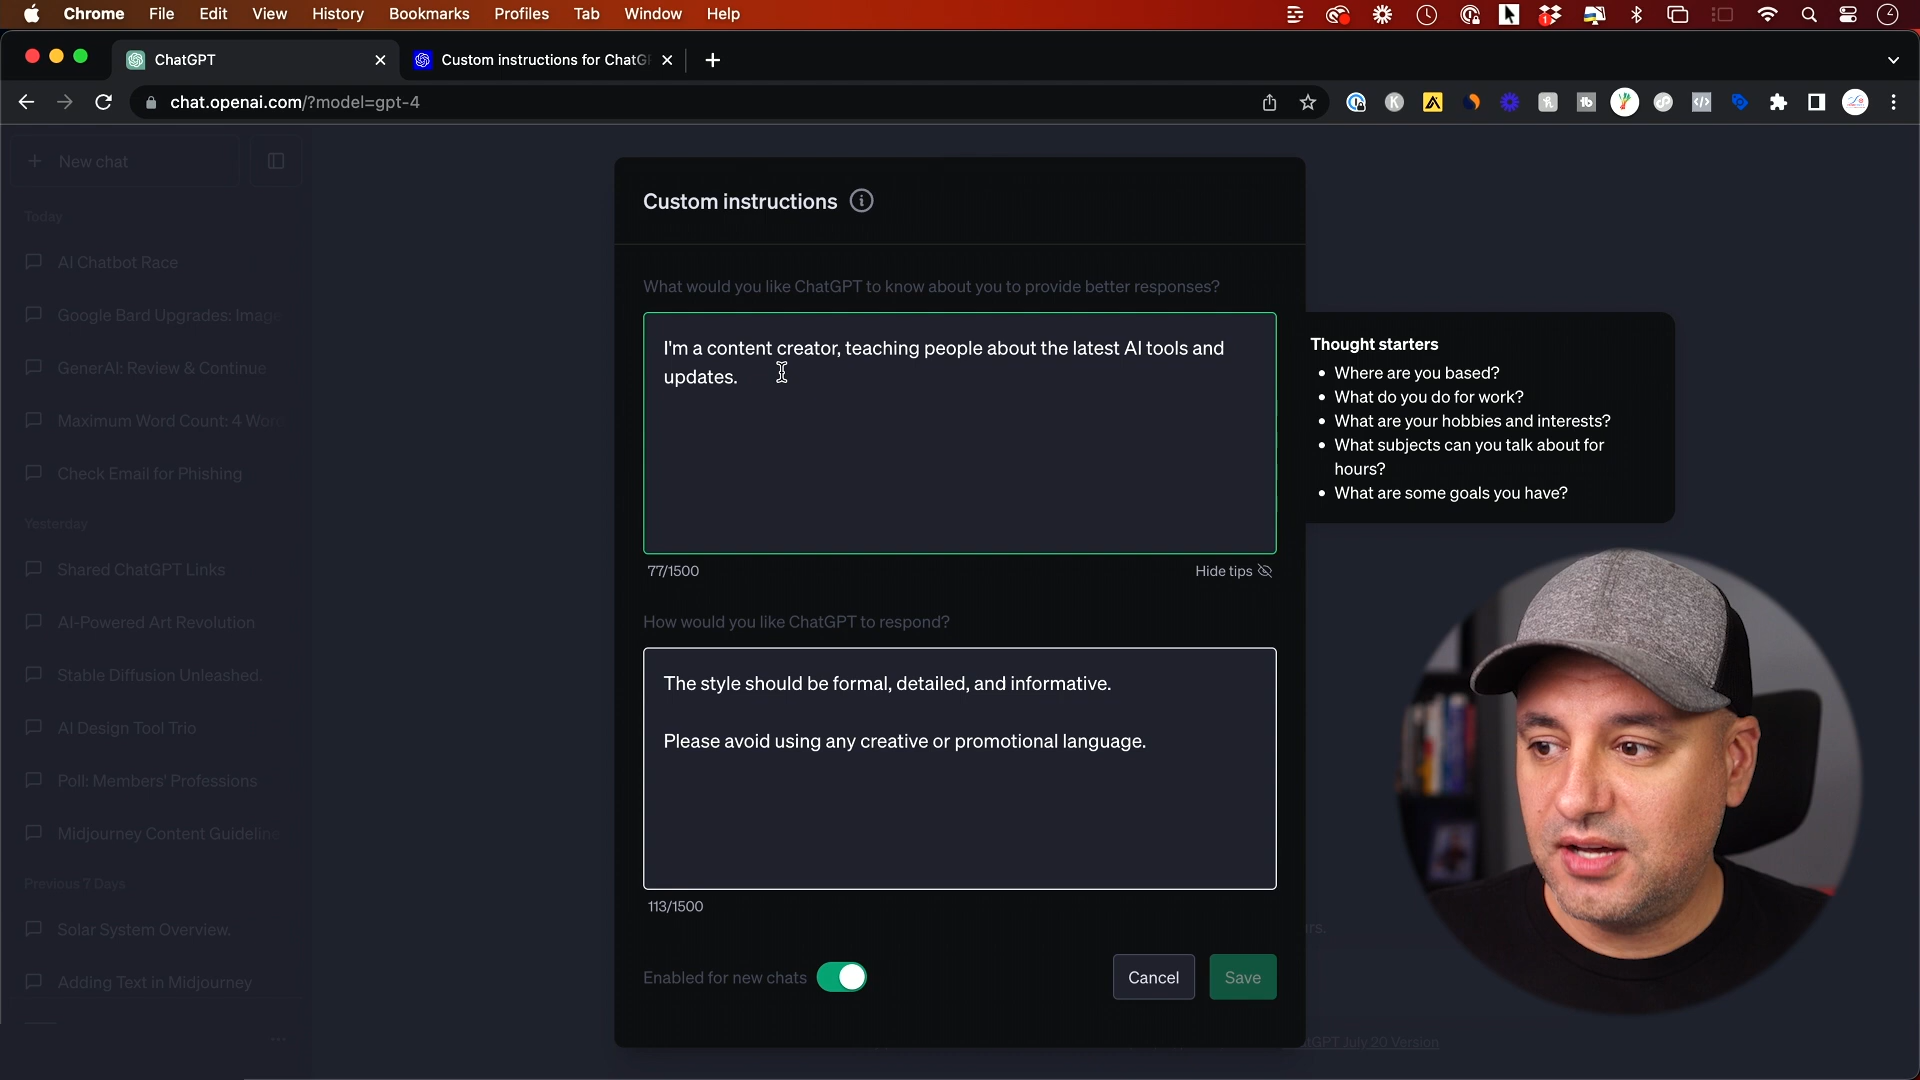 Chrome File Edit View History Bookmarks Profiles Tab Window Help
ChatGPT
Custom instructions for ChatG
chat.openai.com/?model=gpt-4
New chat
Today
AI Chatbot Race
Google Bard Upgrades: Image
GenerAI: Review & Continue
Maximum Word Count: 4 Wor
Check Email for Phishing
Yesterday
Shared ChatGPT Links
AI-Powered Art Revolution
Stable Diffusion Unleashed.
AI Design Tool Trio
Poll: Members' Professions
Midjourney Content Guideline
Previous 7 Days
Solar System Overview.
Adding Text in Midjourney
Custom instructions
What would you like ChatGPT to know about you to provide better responses?
I'm a content creator, teaching people about the latest AI tools and
updates.
77/1500
Hide tips
Thought starters
• Where are you based?
• What do you do for work?
• What are your hobbies and interests?
• What subjects can you talk about for
hours?
• What are some goals you have?
How would you like ChatGPT to respond?
The style should be formal, detailed, and informative.
Please avoid using any creative or promotional language.
113/1500
Enabled for new chats
Cancel
Save
rs.
tGPT July 20 Version